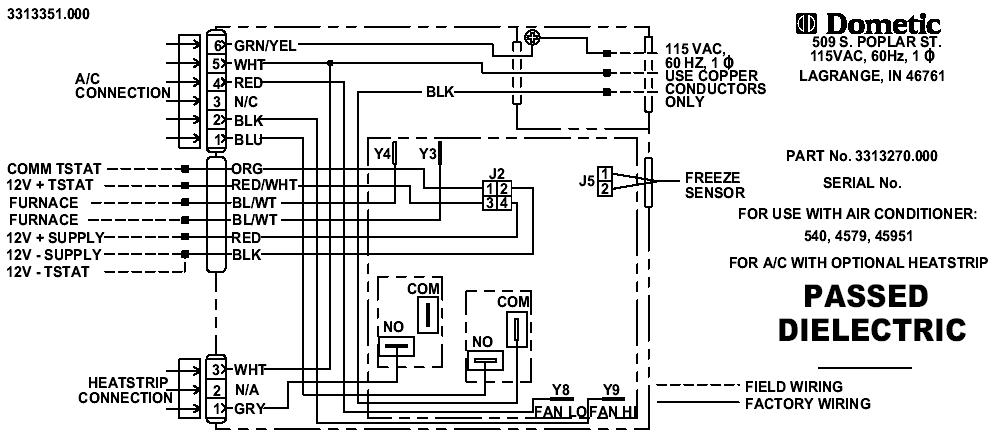 3313351.000
A/C
CONNECTION
6 GRN/YEL
5 WHT
4 RED
3 N/C
2 BLK
1 BLU
BLK
115 VAC,
60 HZ, 1 Φ
USE COPPER
CONDUCTORS
ONLY
Dometic
509 S. POPLAR ST.
115VAC, 60Hz, 1 Φ
LAGRANGE, IN 46761
COMM TSTAT
12V + TSTAT
FURNACE
FURNACE
12V + SUPPLY
12V - SUPPLY
12V - TSTAT
ORG
RED/WHT
BL/WT
BL/WT
RED
BLK
Y4 Y3
J2
1 2
3 4
J5
1
2
FREEZE
SENSOR
PART No. 3313270.000
SERIAL No.
FOR USE WITH AIR CONDITIONER:
540, 4579, 45951
FOR A/C WITH OPTIONAL HEATSTRIP
PASSED
DIELECTRIC
COM
NO
COM
NO
HEATSTRIP
CONNECTION
3 WHT
2 N/A
1 GRY
Y8 Y9
FAN LO FAN HI
FIELD WIRING
FACTORY WIRING